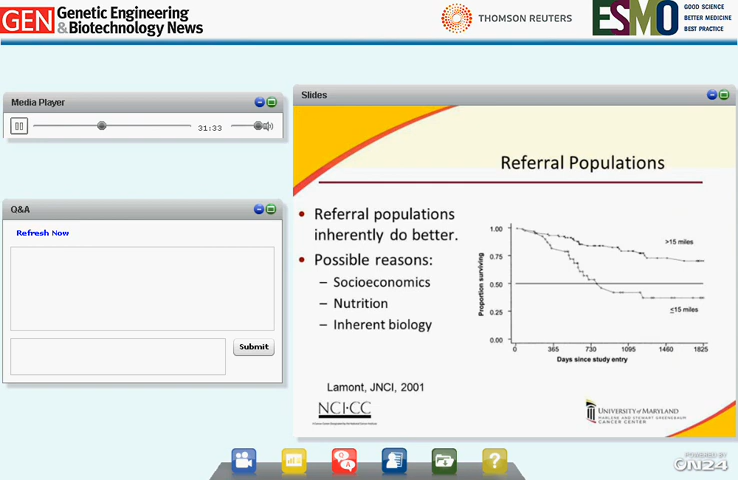 GEN Genetic Engineering
& Biotechnology News
THOMSON REUTERS
ESMO
GOOD SCIENCE
BETTER MEDICINE
BEST PRACTICE
Media Player
31:33
Q&A
Refresh Now
Submit
Slides
Referral Populations
• Referral populations
inherently do better.
• Possible reasons:
– Socioeconomics
– Nutrition
– Inherent biology
Proportion surviving
1.00
0.75
0.50
0.25
0.00
>15 miles
≤15 miles
0 365 730 1095 1460 1825
Days since study entry
Lamont, JNCI, 2001
NCI-CC
UNIVERSITY OF MARYLAND
MARLENE AND STEWART GREENEBAUM
CANCER CENTER
Q
A
?
POWERED BY
ON24